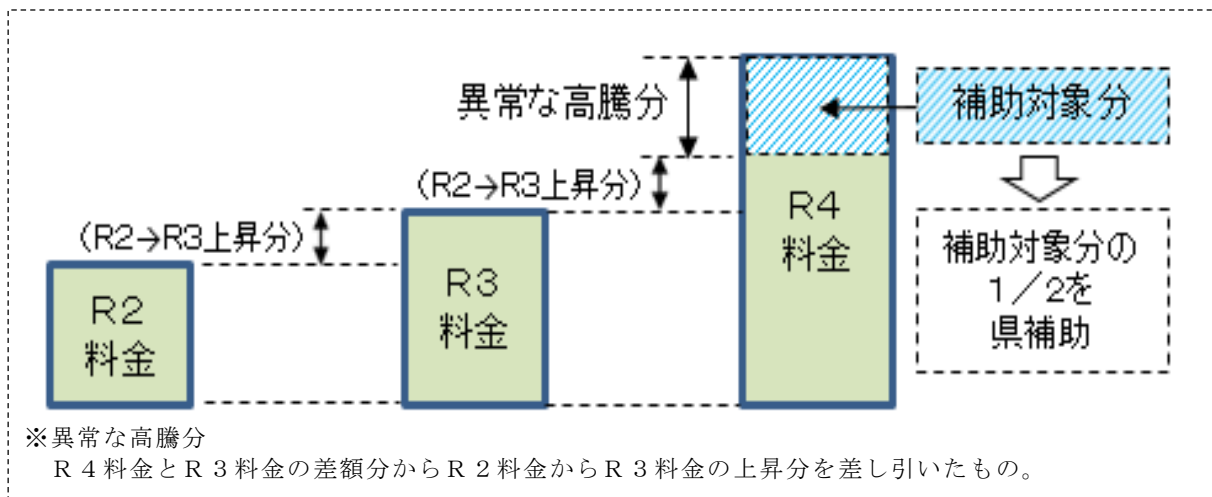 異常な高騰分
補助対象分
(R2→R3上昇分)
(R2→R3上昇分)
R2
料金
R3
料金
R4
料金
補助対象分の
1/2を
県補助
※異常な高騰分
R4料金とR3料金の差額分からR2料金からR3料金の上昇分を差し引いたもの。